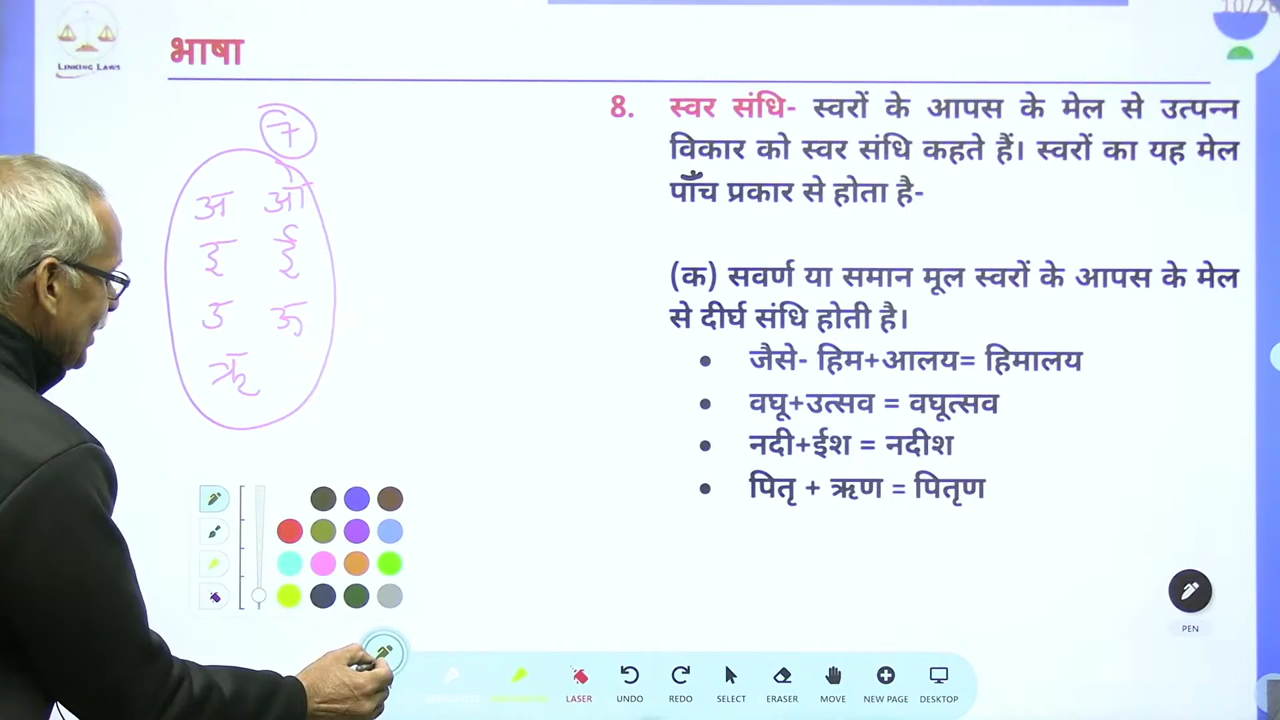 LINKING LAWS
भाषा
7
अ आ
इ ई
उ ऊ
ऋ
8. स्वर संधि- स्वरों के आपस के मेल से उत्पन्न
विकार को स्वर संधि कहते हैं। स्वरों का यह मेल
पाँच प्रकार से होता है-
(क) सवर्ण या समान मूल स्वरों के आपस के मेल
से दीर्घ संधि होती है।
• जैसे- हिम+आलय= हिमालय
• वघू+उत्सव = वघूत्सव
• नदी+ईश = नदीश
• पितृ + ऋण = पितृण
PEN
LASER UNDO REDO SELECT ERASER MOVE NEW PAGE DESKTOP